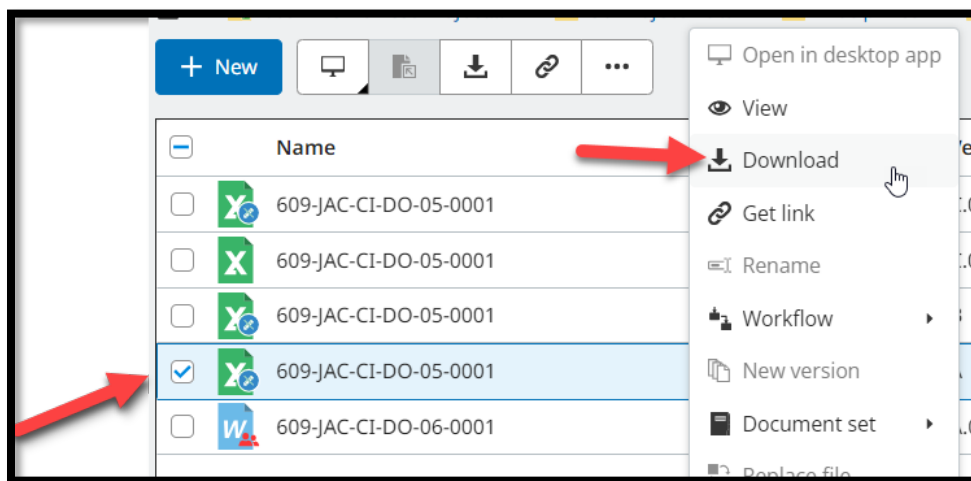 New
Name
609-JAC-CI-DO-05-0001
609-JAC-CI-DO-05-0001
609-JAC-CI-DO-05-0001
609-JAC-CI-DO-05-0001
609-JAC-CI-DO-06-0001
Open in desktop app
View
Download
Get link
Rename
Workflow
New version
Document set
Replace file